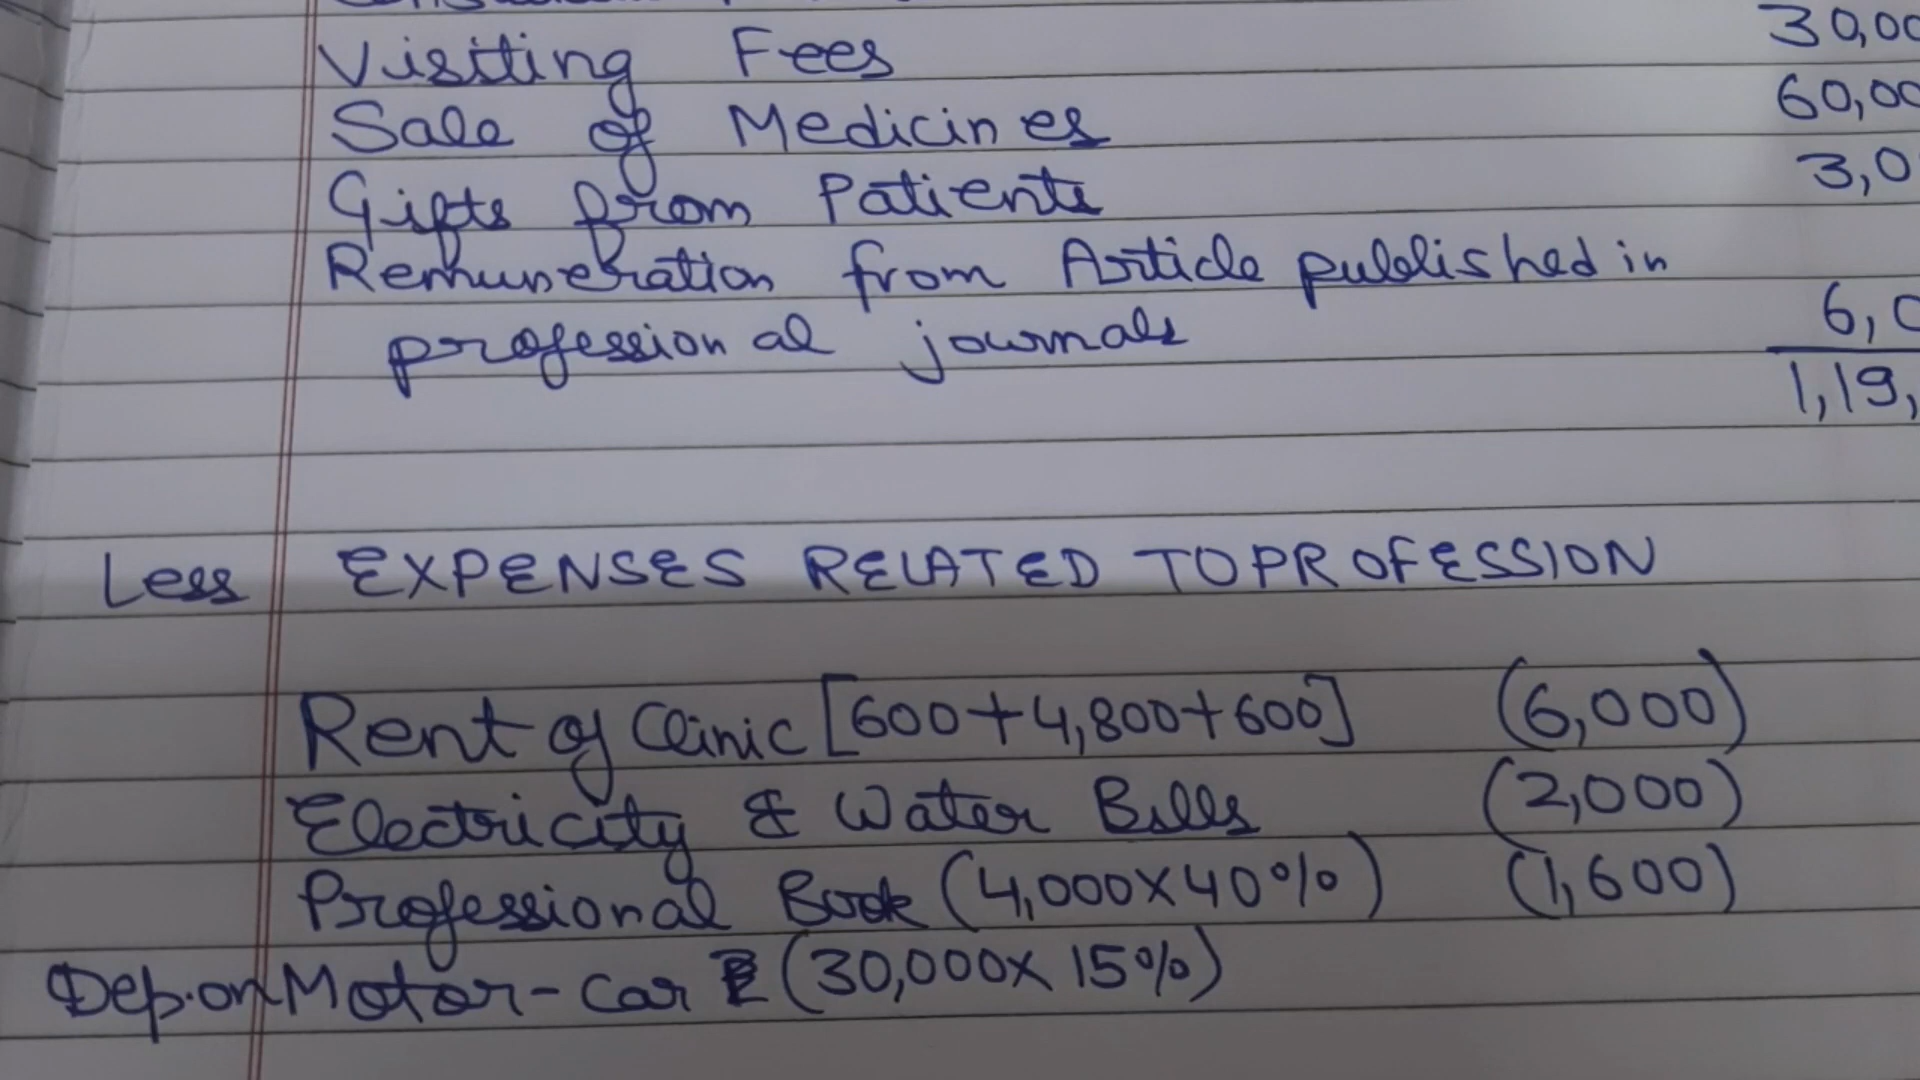 Visiting Fees 30,00
Sale of Medicines 60,00
Gifts from Patients 3,0
Remuneration from Article published in
professional journals 6,0
1,19,
Less EXPENSES RELATED TO PROFESSION
Rent of Clinic [600+4,800+600] (6,000)
Electricity & Water Bills (2,000)
Professional Book (4,000×40%) (1,600)
Dep. on Motor-car (30,000× 15%)